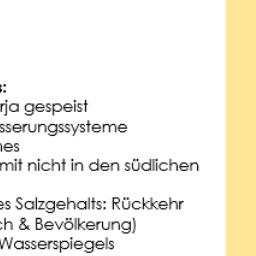 :
rja gespeist
sserungssysteme
nes
mit nicht in den südlichen
es Salzgehalts: Rückkehr
ch & Bevölkerung)
Wasserspiegels